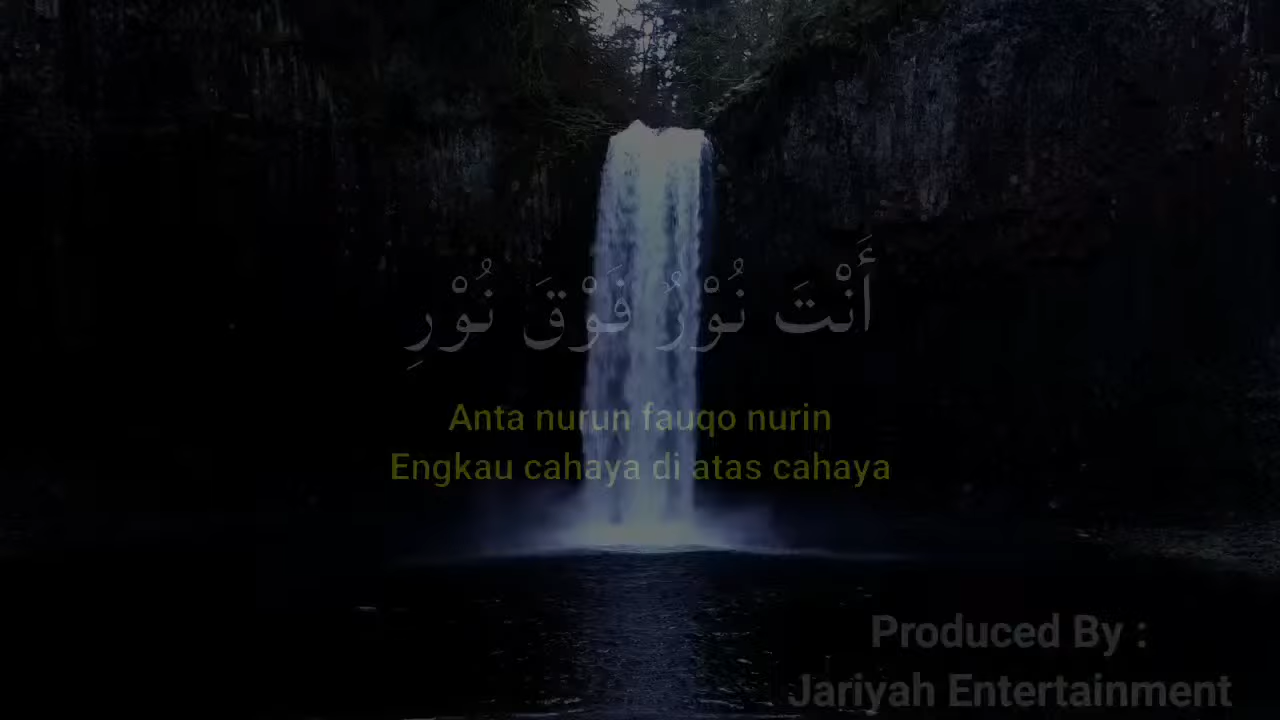 أَنْتَ نُوْرٌ فَوْقَ نُوْرِ
Anta nurun fauqo nurin
Engkau cahaya di atas cahaya
Produced By :
Jariyah Entertainment